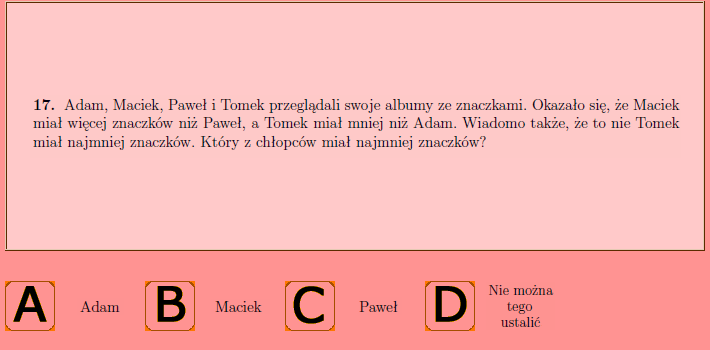 17. Adam, Maciek, Paweł i Tomek przeglądali swoje albumy ze znaczkami. Okazało się, że Maciek
miał więcej znaczków niż Paweł, a Tomek miał mniej niż Adam. Wiadomo także, że to nie Tomek
miał najmniej znaczków. Który z chłopców miał najmniej znaczków?
A Adam B Maciek C Paweł D Nie można
tego
ustalić